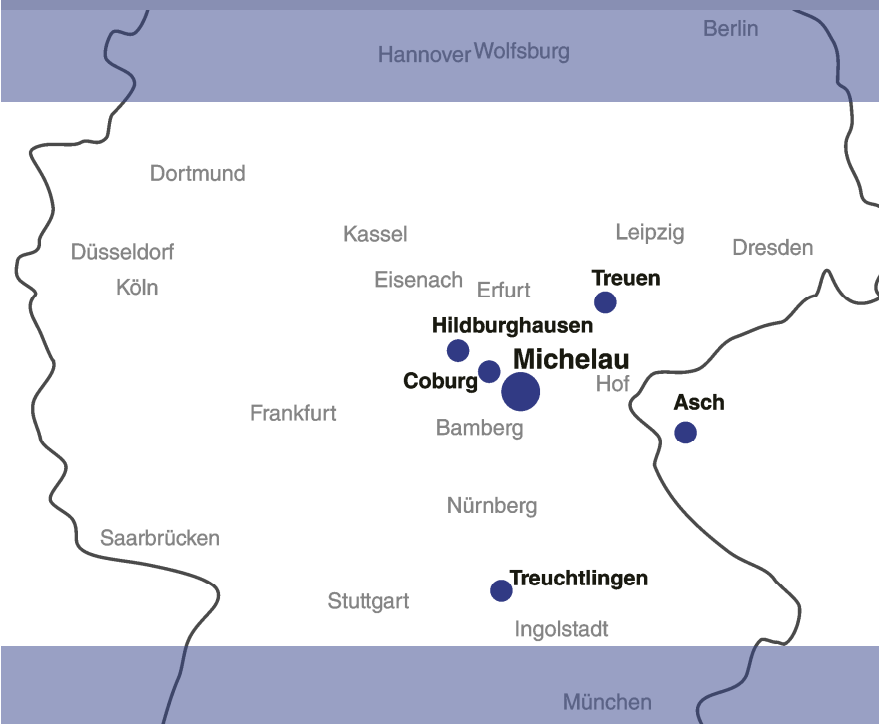 Berlin
Hannover Wolfsburg
Dortmund
Kassel
Leipzig
Düsseldorf
Dresden
Eisenach
Treuen
Köln
Erfurt
Hildburghausen
Michelau
Coburg
Hof
Asch
Frankfurt
Bamberg
Nürnberg
Saarbrücken
Treuchtlingen
Stuttgart
Ingolstadt
München